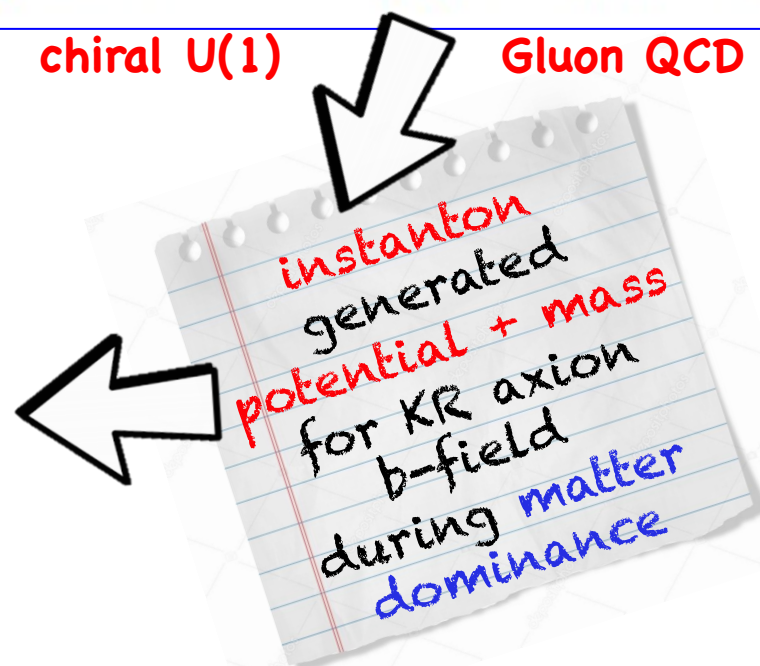 chiral U(1) Gluon QCD
instanton
generated
potential + mass
for KR axion
b-field
during matter
dominance